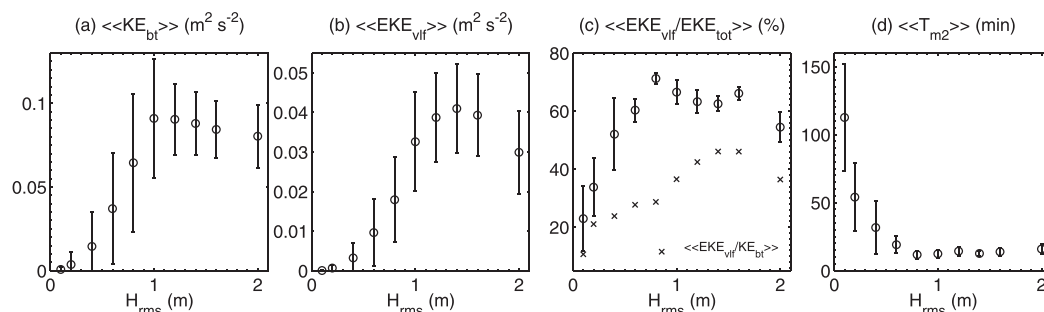 (a) <<KE_bt>> (m² s⁻²)
(b) <<EKE_vlf>> (m² s⁻²)
(c) <<EKE_vlf/EKE_tot>> (%)
(d) <<T_m2>> (min)
0.1
0.05
0
0 1 2
H_rms (m)
0.05
0.04
0.03
0.02
0.01
0
0 1 2
H_rms (m)
80
60
40
20
<<EKE_vlf/KE_bt>>
0 1 2
H_rms (m)
150
100
50
0
0 1 2
H_rms (m)